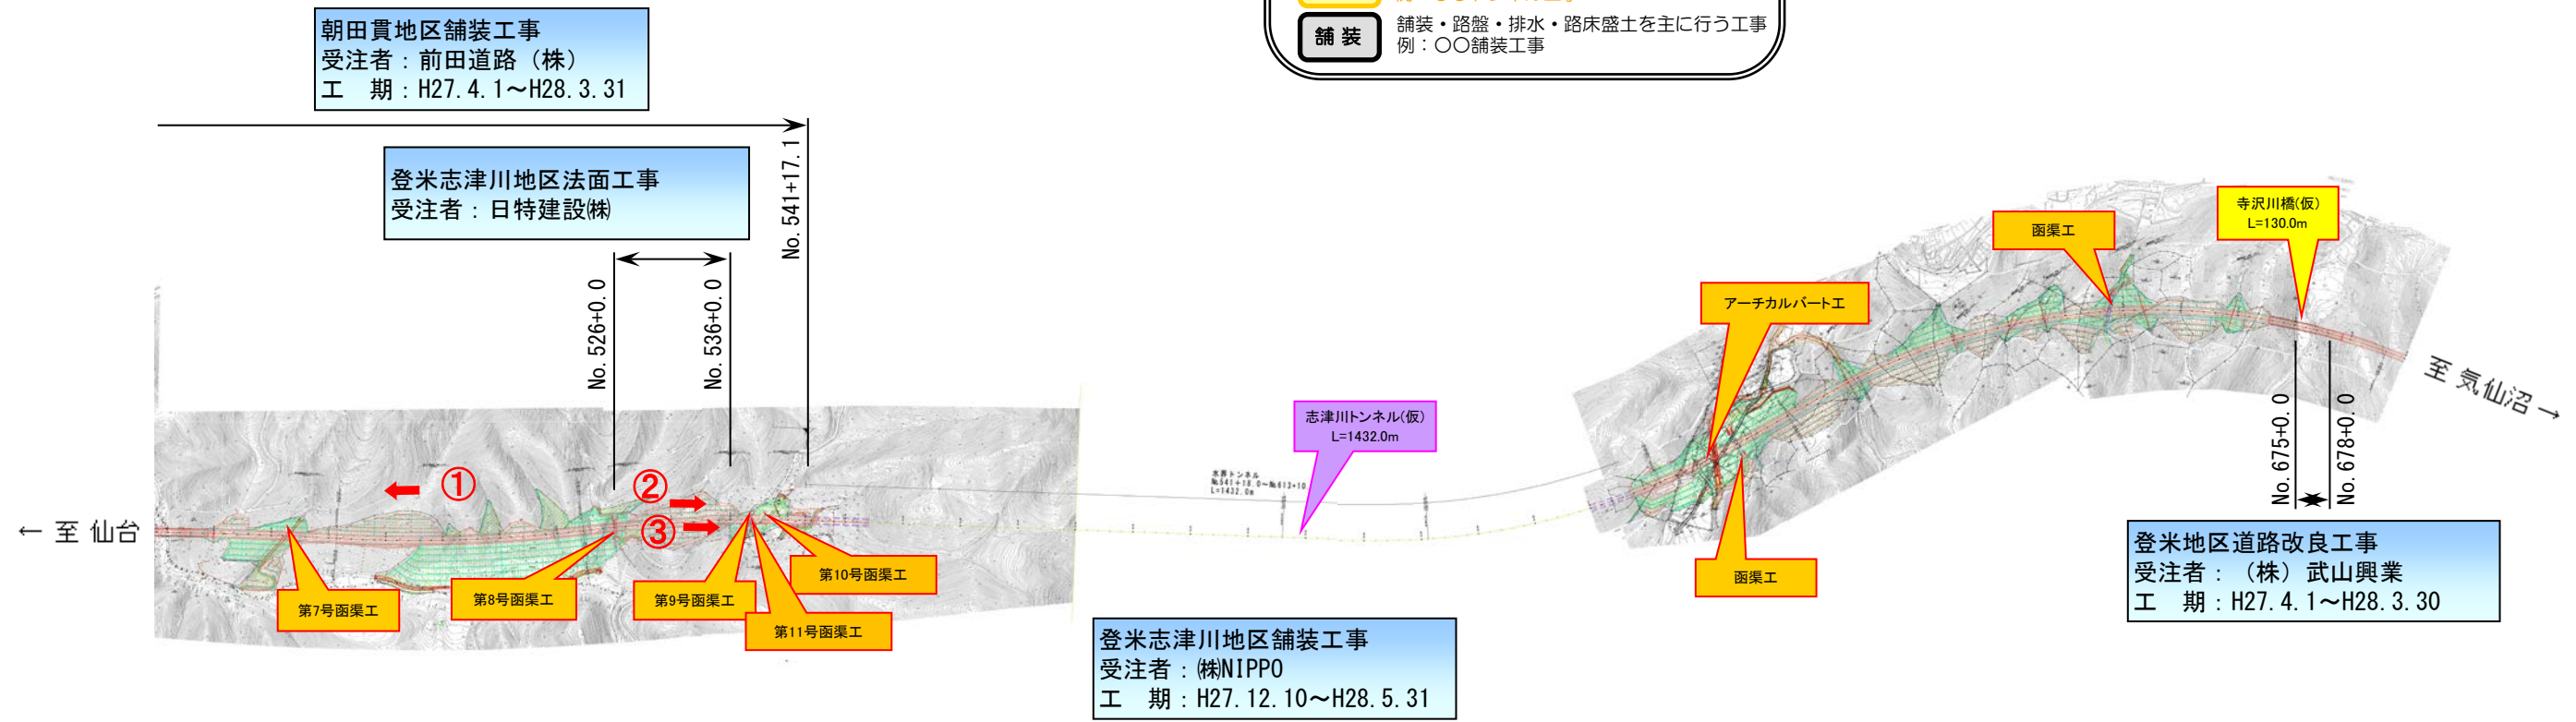 舗 装
舗装・路盤・排水・路床盛土を主に行う工事
例：〇〇舗装工事
朝田貫地区舗装工事
受注者：前田道路（株）
工　期：H27.4.1～H28.3.31
登米志津川地区法面工事
受注者：日特建設㈱
No.541+17.1
No.526+0.0
No.536+0.0
寺沢川橋(仮)
L=130.0m
函渠工
アーチカルバート工
志津川トンネル(仮)
L=1432.0m
至 気仙沼 →
No.675+0.0
No.678+0.0
水界トンネル
L=1432.0m
①
②
③
← 至 仙台
第7号函渠工
第8号函渠工
第9号函渠工
第10号函渠工
第11号函渠工
函渠工
登米志津川地区舗装工事
受注者：㈱NIPPO
工　期：H27.12.10～H28.5.31
登米地区道路改良工事
受注者：（株）武山興業
工　期：H27.4.1～H28.3.30